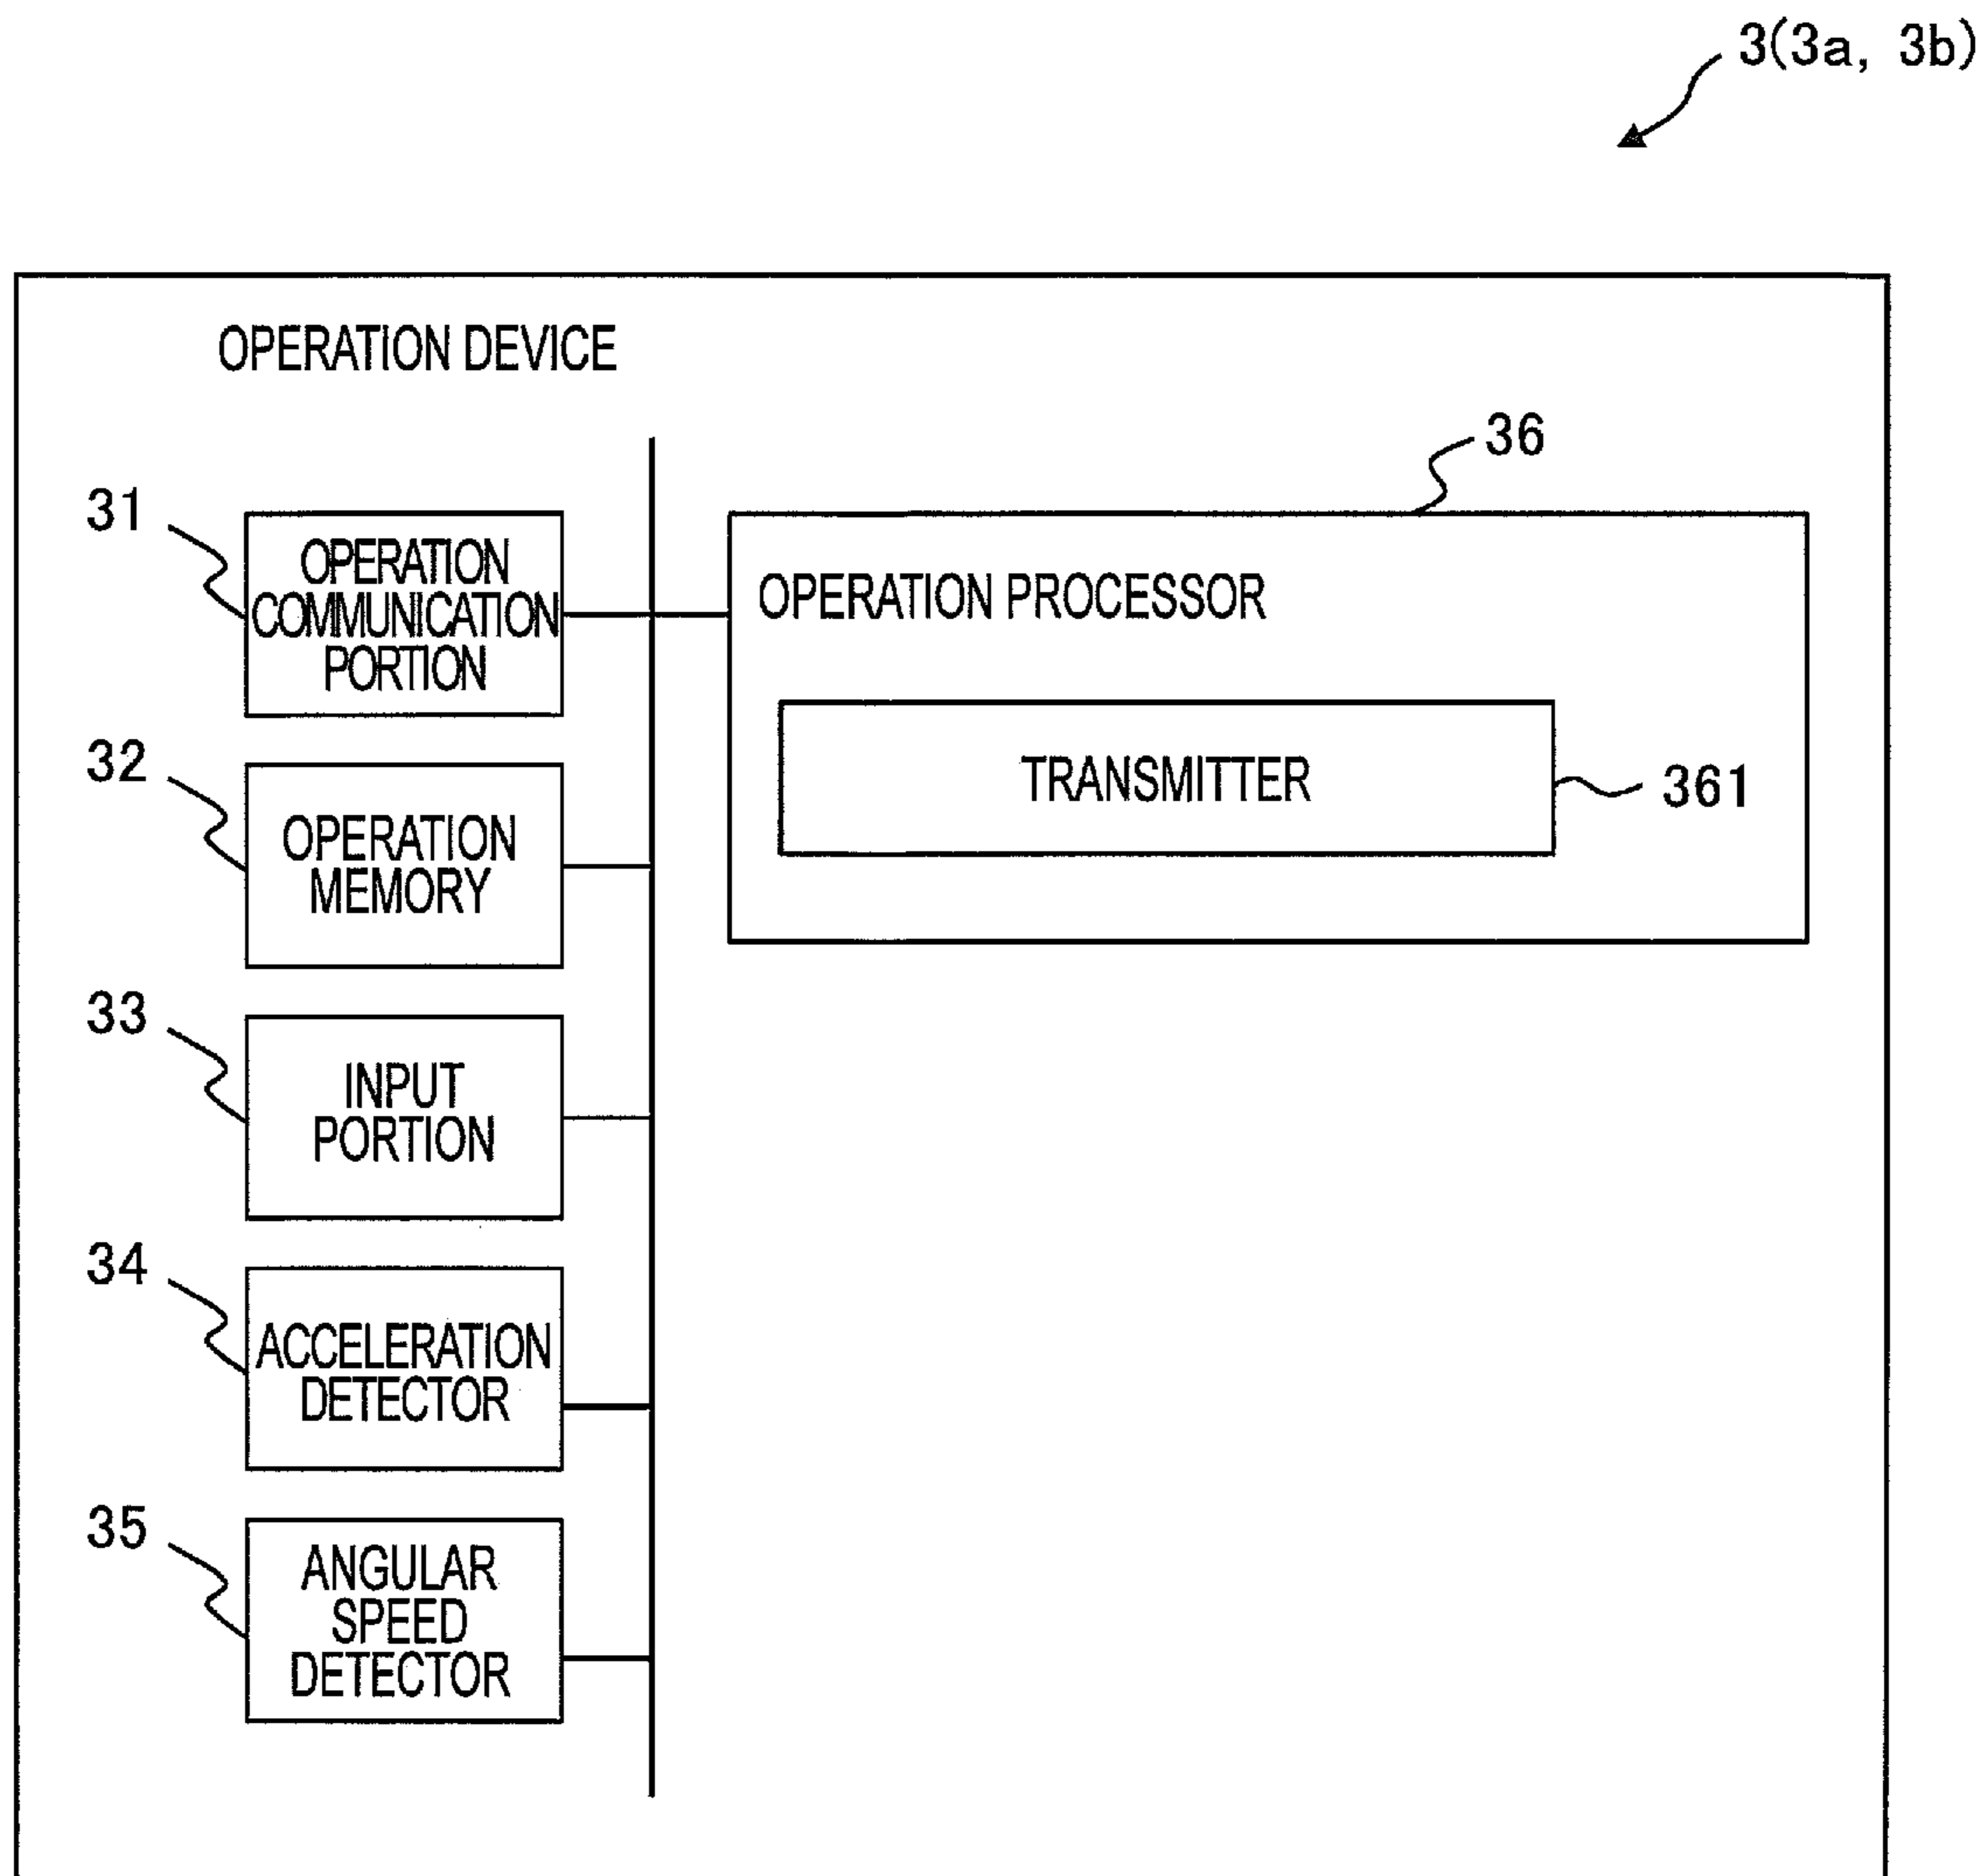 3(3a, 3b)
OPERATION DEVICE
36
31
OPERATION
COMMUNICATION
PORTION
OPERATION PROCESSOR
TRANSMITTER
361
32
OPERATION
MEMORY
33
INPUT
PORTION
34
ACCELERATION
DETECTOR
35
ANGULAR
SPEED
DETECTOR